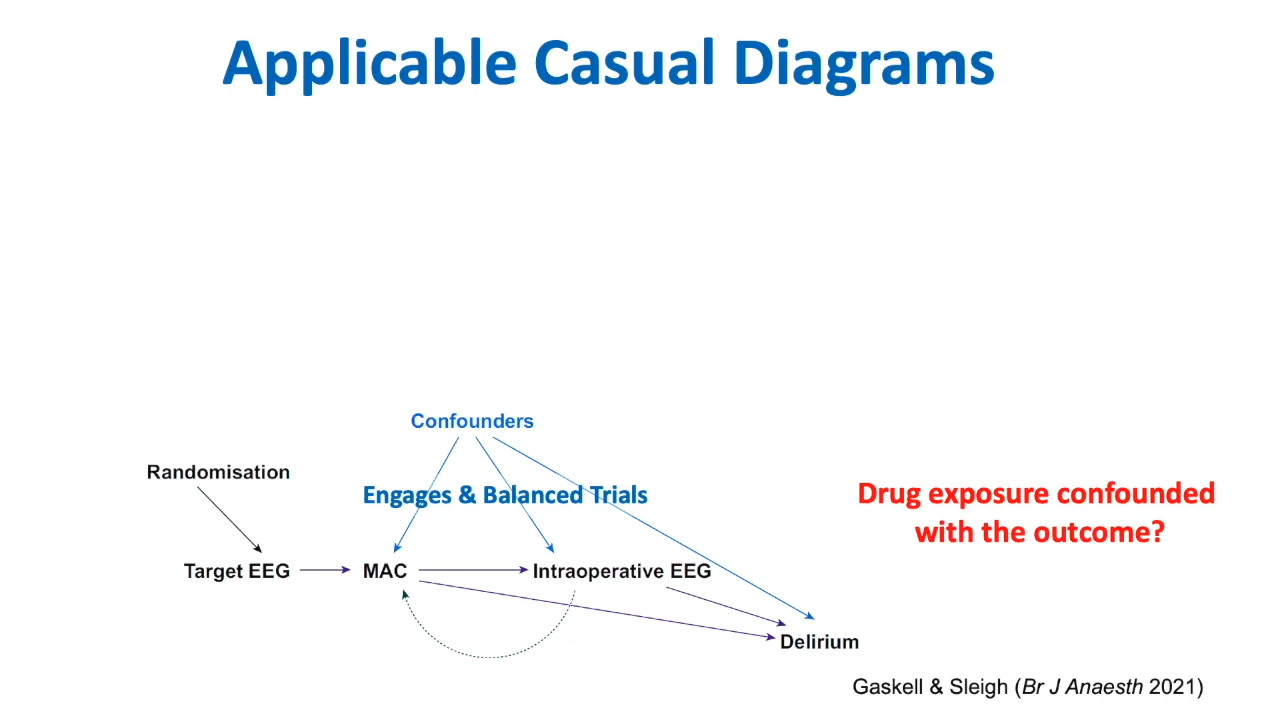 Applicable Casual Diagrams
Confounders
Randomisation
Engages & Balanced Trials
Drug exposure confounded
with the outcome?
Target EEG
MAC
Intraoperative EEG
Delirium
Gaskell & Sleigh (Br J Anaesth 2021)